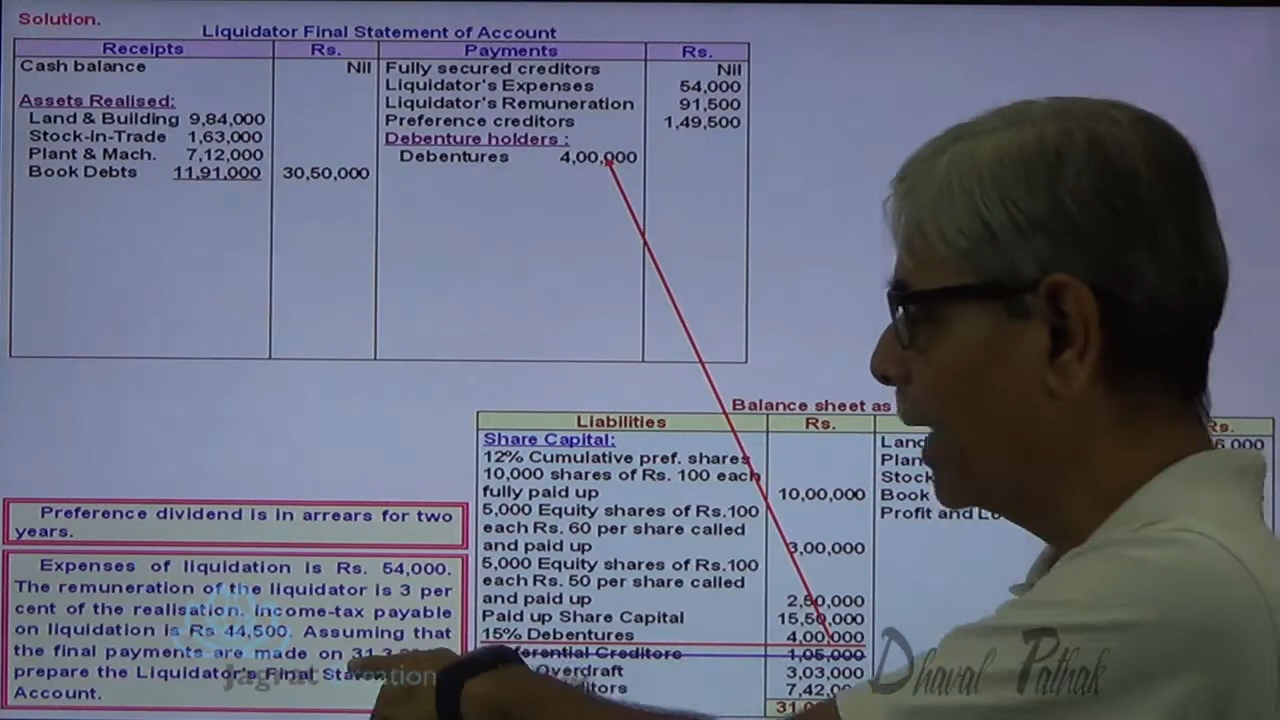 Solution.
Liquidator Final Statement of Account
Receipts Rs. Payments Rs.
Cash balance Nil Fully secured creditors Nil
Liquidator's Expenses 54,000
Assets Realised: Liquidator's Remuneration 91,500
Land & Building 9,84,000 Preference creditors 1,49,500
Stock-in-Trade 1,63,000 Debenture holders :
Plant & Mach. 7,12,000 Debentures 4,00,000
Book Debts 11,91,000 30,50,000
Balance sheet as
Liabilities Rs. Rs.
Share Capital:
12% Cumulative pref. shares
10,000 shares of Rs. 100 each
fully paid up 10,00,000 Book
5,000 Equity shares of Rs.100 Profit and
each Rs. 60 per share called
and paid up 3,00,000
5,000 Equity shares of Rs.100
each Rs. 50 per share called
and paid up 2,50,000
Paid up Share Capital 15,50,000
15% Debentures 4,00,000
Creditors 1,05,000
Overdraft 3,03,000
Preference dividend is in arrears for two
years.
Expenses of liquidation is Rs. 54,000.
The remuneration of the liquidator is 3 per
cent of the realisation. Income-tax payable
on liquidation is Rs 44,500. Assuming that
the final payments are made on
prepare the Liquidator's Final
Account.
Dhaval Pathak